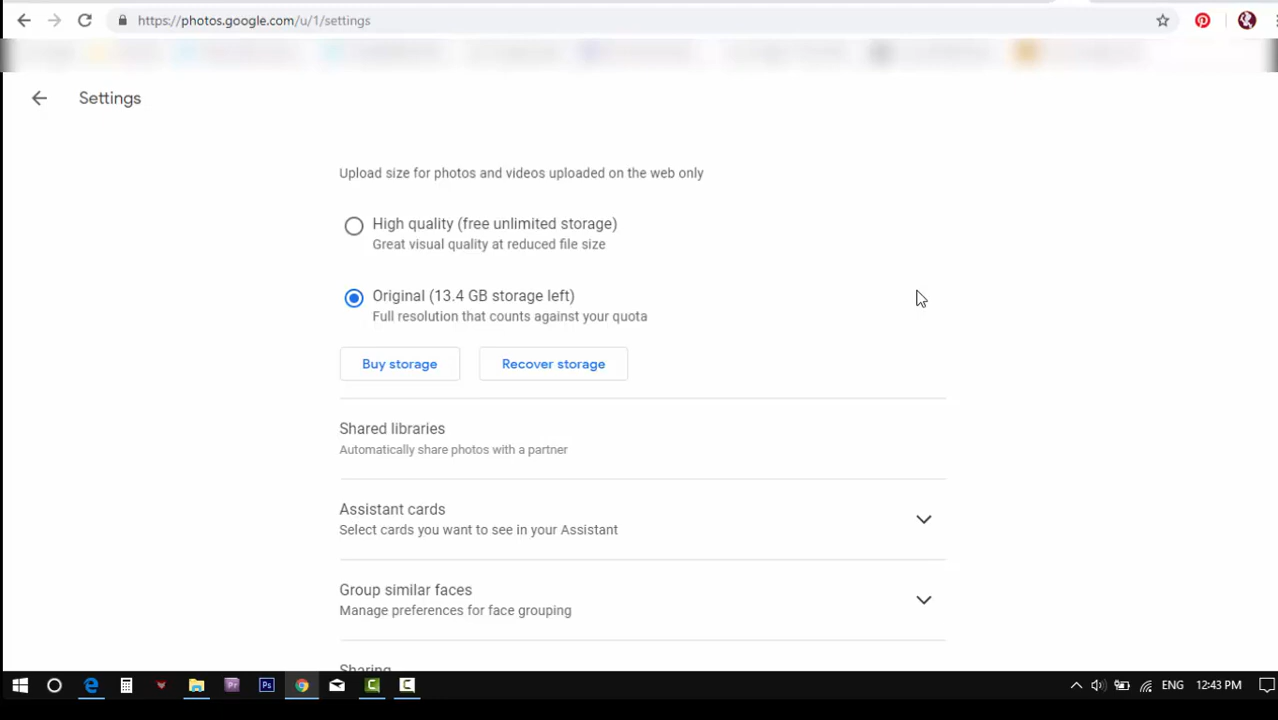 https://photos.google.com/u/1/settings
Settings
Upload size for photos and videos uploaded on the web only
High quality (free unlimited storage)
Great visual quality at reduced file size
Original (13.4 GB storage left)
Full resolution that counts against your quota
Buy storage Recover storage
Shared libraries
Automatically share photos with a partner
Assistant cards
Select cards you want to see in your Assistant
Group similar faces
Manage preferences for face grouping
Sharing
Pr Ps ENG 12:43 PM